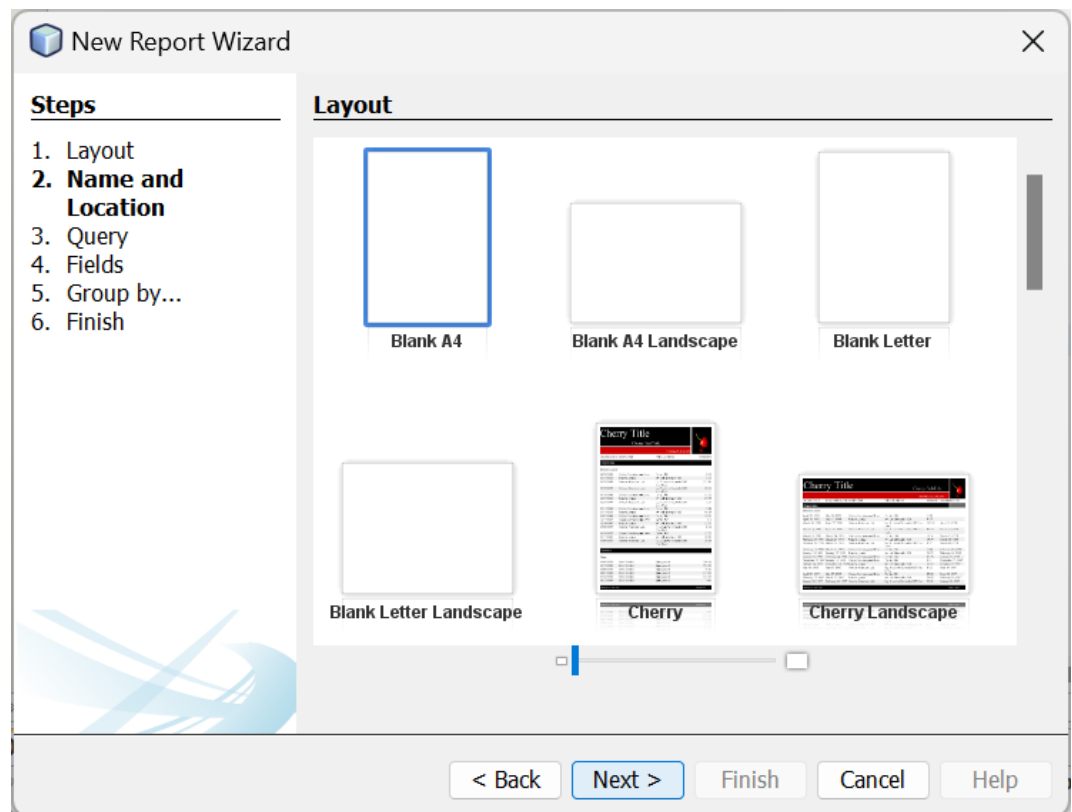 New Report Wizard
Steps
1. Layout
2. Name and
Location
3. Query
4. Fields
5. Group by...
6. Finish
Layout
Blank A4
Blank A4 Landscape
Blank Letter
Cherry Title
Cherry Title
Blank Letter Landscape
Cherry
Cherry Landscape
< Back
Next >
Finish
Cancel
Help